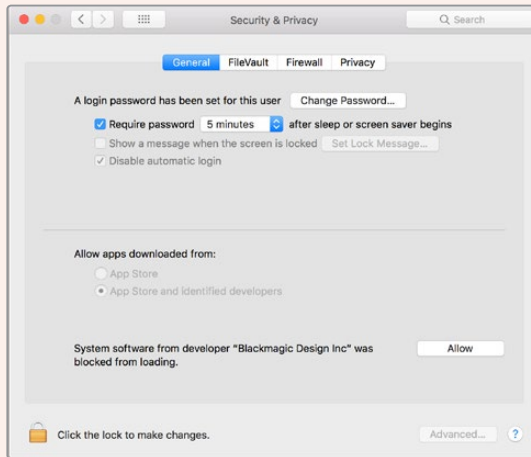 Security & Privacy
Search
General FileVault Firewall Privacy
A login password has been set for this user Change Password...
Require password 5 minutes after sleep or screen saver begins
Show a message when the screen is locked Set Lock Message...
Disable automatic login
Allow apps downloaded from:
App Store
App Store and identified developers
System software from developer "Blackmagic Design Inc" was
blocked from loading.
Allow
Click the lock to make changes.
Advanced... ?